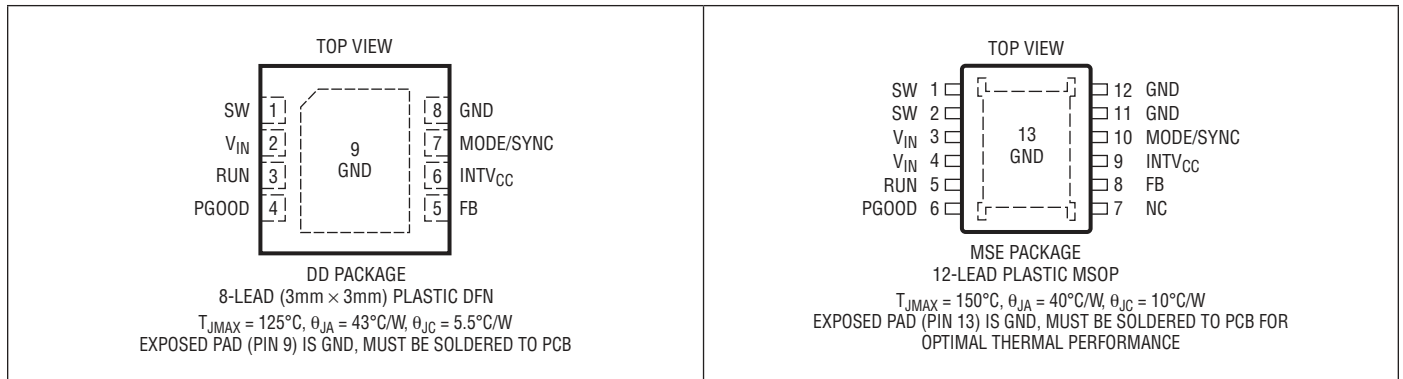 TOP VIEW
SW 1
VIN 2
RUN 3
PGOOD 4
9
GND
8 GND
7 MODE/SYNC
6 INTVCC
5 FB
DD PACKAGE
8-LEAD (3mm × 3mm) PLASTIC DFN
TJMAX = 125°C, θJA = 43°C/W, θJC = 5.5°C/W
EXPOSED PAD (PIN 9) IS GND, MUST BE SOLDERED TO PCB
TOP VIEW
SW 1
SW 2
VIN 3
VIN 4
RUN 5
PGOOD 6
13
GND
12 GND
11 GND
10 MODE/SYNC
9 INTVCC
8 FB
7 NC
MSE PACKAGE
12-LEAD PLASTIC MSOP
TJMAX = 150°C, θJA = 40°C/W, θJC = 10°C/W
EXPOSED PAD (PIN 13) IS GND, MUST BE SOLDERED TO PCB FOR
OPTIMAL THERMAL PERFORMANCE